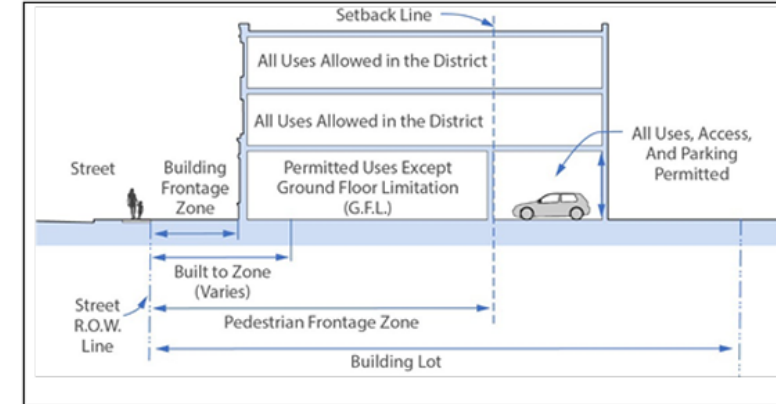 Setback Line
All Uses Allowed in the District
All Uses Allowed in the District
Street
Building
Frontage
Zone
Permitted Uses Except
Ground Floor Limitation
(G.F.L.)
All Uses, Access,
And Parking
Permitted
Built to Zone
(Varies)
Street
R.O.W.
Line
Pedestrian Frontage Zone
Building Lot